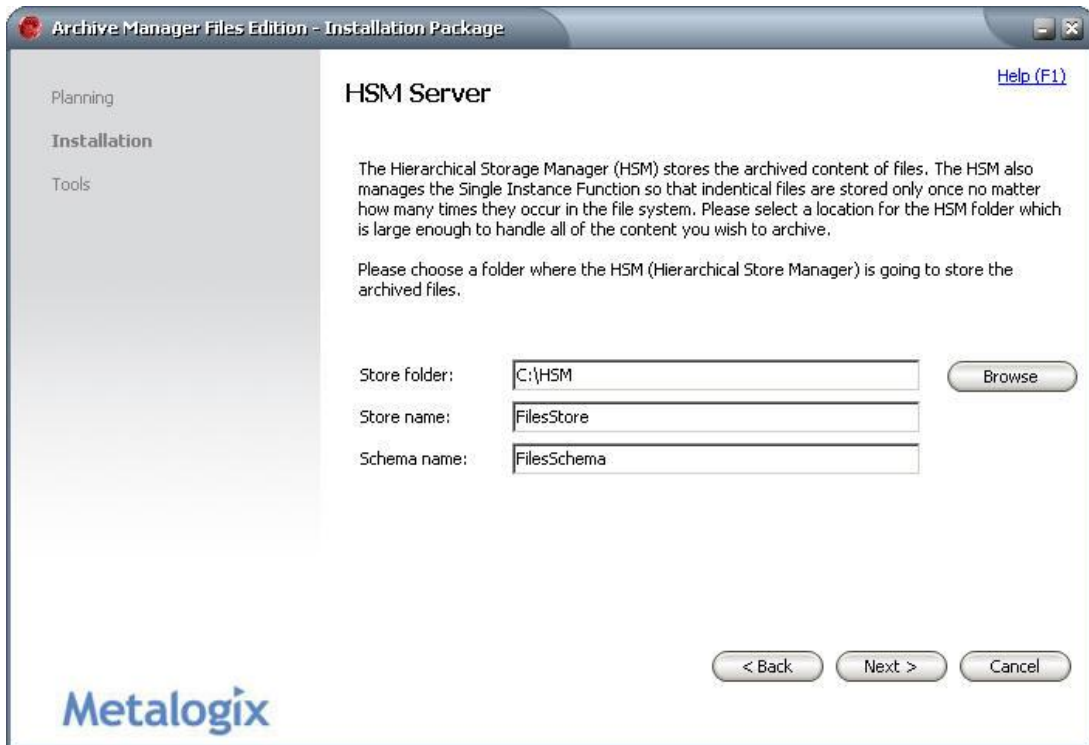 Archive Manager Files Edition - Installation Package
Help (F1)
Planning
Installation
Tools
HSM Server
The Hierarchical Storage Manager (HSM) stores the archived content of files. The HSM also
manages the Single Instance Function so that indentical files are stored only once no matter
how many times they occur in the file system. Please select a location for the HSM folder which
is large enough to handle all of the content you wish to archive.
Please choose a folder where the HSM (Hierarchical Store Manager) is going to store the
archived files.
Store folder: C:\HSM Browse
Store name: FilesStore
Schema name: FilesSchema
< Back Next > Cancel
Metalogix